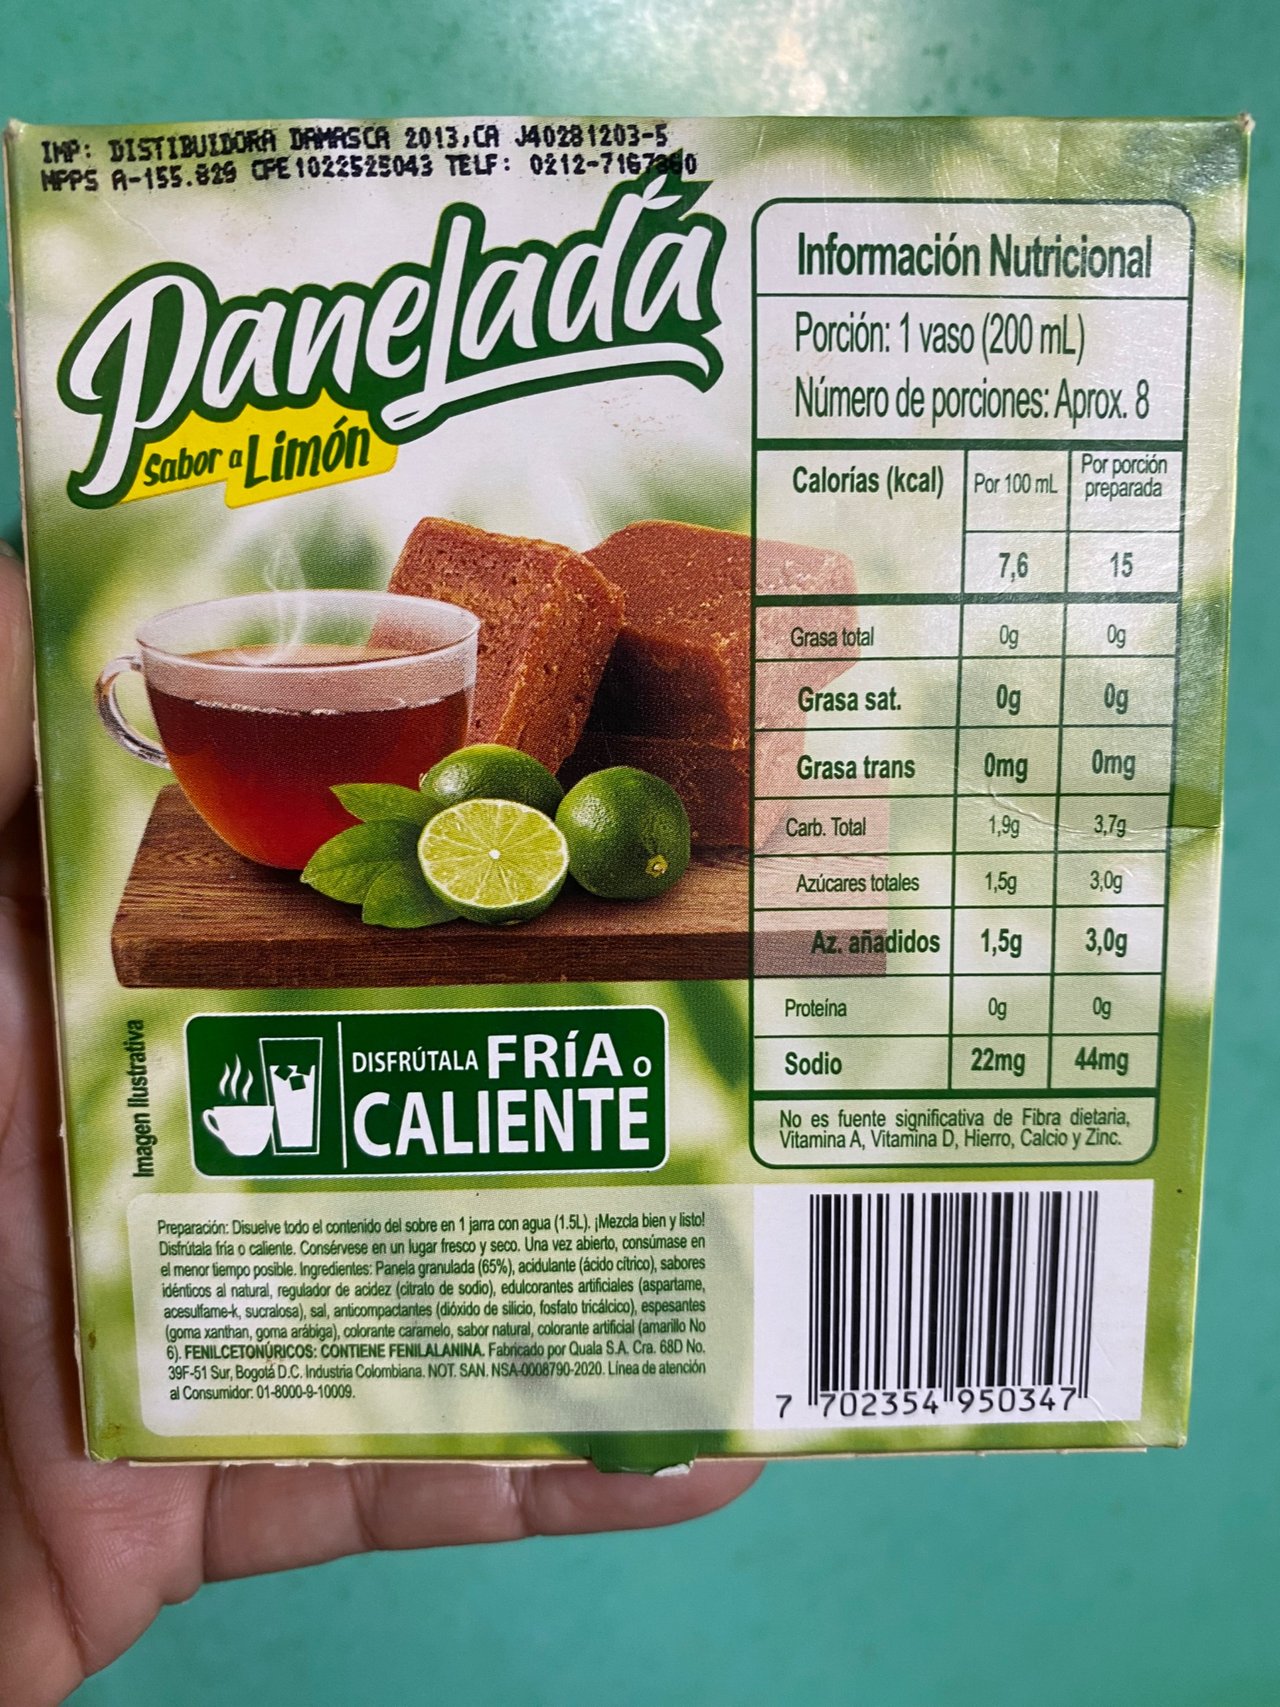 IMP: DISTIBUIDORA DAMASCA 2013,CA J40281203-5
MPPS A-155.829 CPE1022525043 TELF: 0212-7167360
Panelada
Sabor a Limón
Imagen Ilustrativa
DISFRÚTALA FRÍA o
CALIENTE
Información Nutricional
Porción: 1 vaso (200 mL)
Número de porciones: Aprox. 8
Calorías (kcal) Por 100 mL Por porción preparada
7,6 15
Grasa total 0g 0g
Grasa sat. 0g 0g
Grasa trans 0mg 0mg
Carb. Total 1,9g 3,7g
Azúcares totales 1,5g 3,0g
Az. añadidos 1,5g 3,0g
Proteína 0g 0g
Sodio 22mg 44mg
No es fuente significativa de Fibra dietaria,
Vitamina A, Vitamina D, Hierro, Calcio y Zinc.
Preparación: Disuelve todo el contenido del sobre en 1 jarra con agua (1.5L). ¡Mezcla bien y listo!
Disfrútala fría o caliente. Consérvese en un lugar fresco y seco. Una vez abierto, consúmase en
el menor tiempo posible. Ingredientes: Panela granulada (65%), acidulante (ácido cítrico), sabores
idénticos al natural, regulador de acidez (citrato de sodio), edulcorantes artificiales (aspartame,
acesulfame-k, sucralosa), sal, anticompactantes (dióxido de silicio, fosfato tricálcico), espesantes
(goma xanthan, goma arábiga), colorante caramelo, sabor natural, colorante artificial (amarillo No
6). FENILCETONÚRICOS: CONTIENE FENILALANINA. Fabricado por Quala S.A. Cra. 68D No.
39F-51 Sur, Bogotá D.C. Industria Colombiana. NOT. SAN. NSA-0008790-2020. Línea de atención
al Consumidor: 01-8000-9-10009.
7 702354 950347